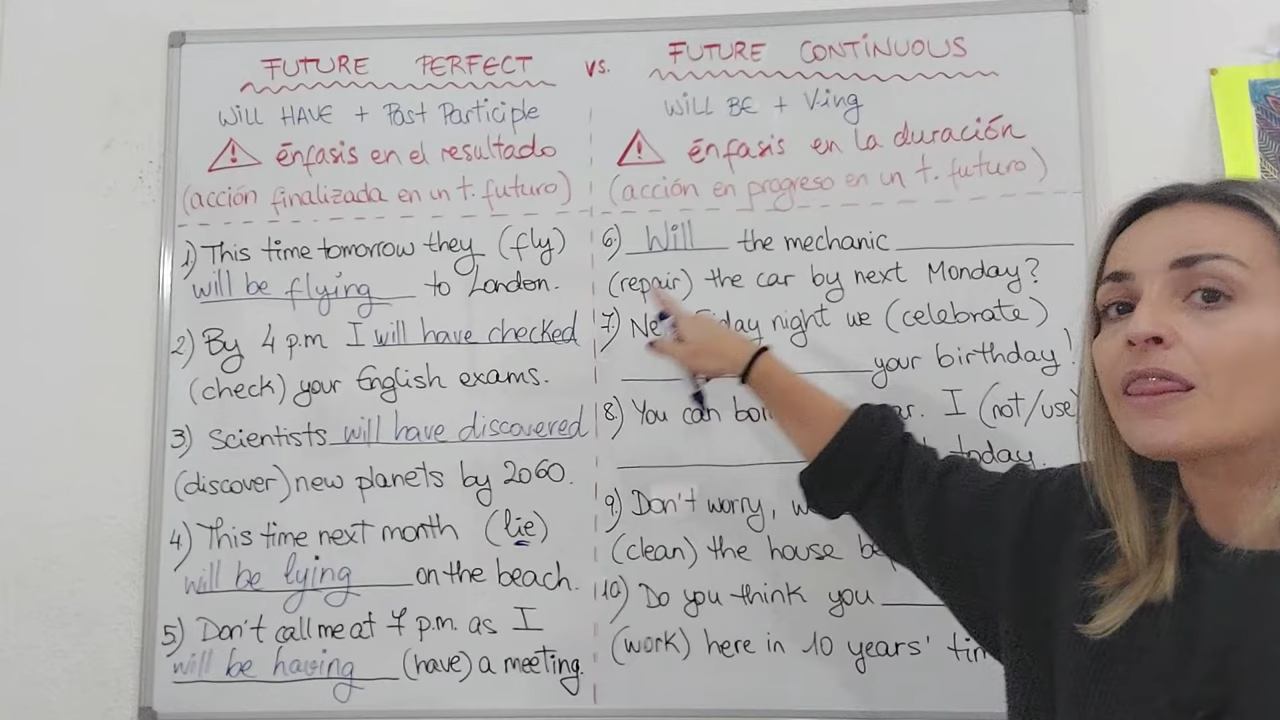 FUTURE PERFECT vs. FUTURE CONTINUOUS
WILL HAVE + Past Participle
énfasis en el resultado
(acción finalizada en un t. futuro)
1) This time tomorrow they (fly)
will be flying to London.
2) By 4 p.m I will have checked
(check) your English exams.
3) Scientists will have discovered
(discover) new planets by 2060.
4) This time next month (lie)
will be lying on the beach.
5) Don't call me at 7 p.m. as I
will be having (have) a meeting.
WILL BE + Ving
énfasis en la duración
(acción en progreso en un t. futuro)
6) Will the mechanic
(repair) the car by next Monday?
7) night we (celebrate)
your birthday!
8) You can I (not/use)
today.
9) Don't worry,
(clean) the house
10) Do you think you
(work) here in 10 years'